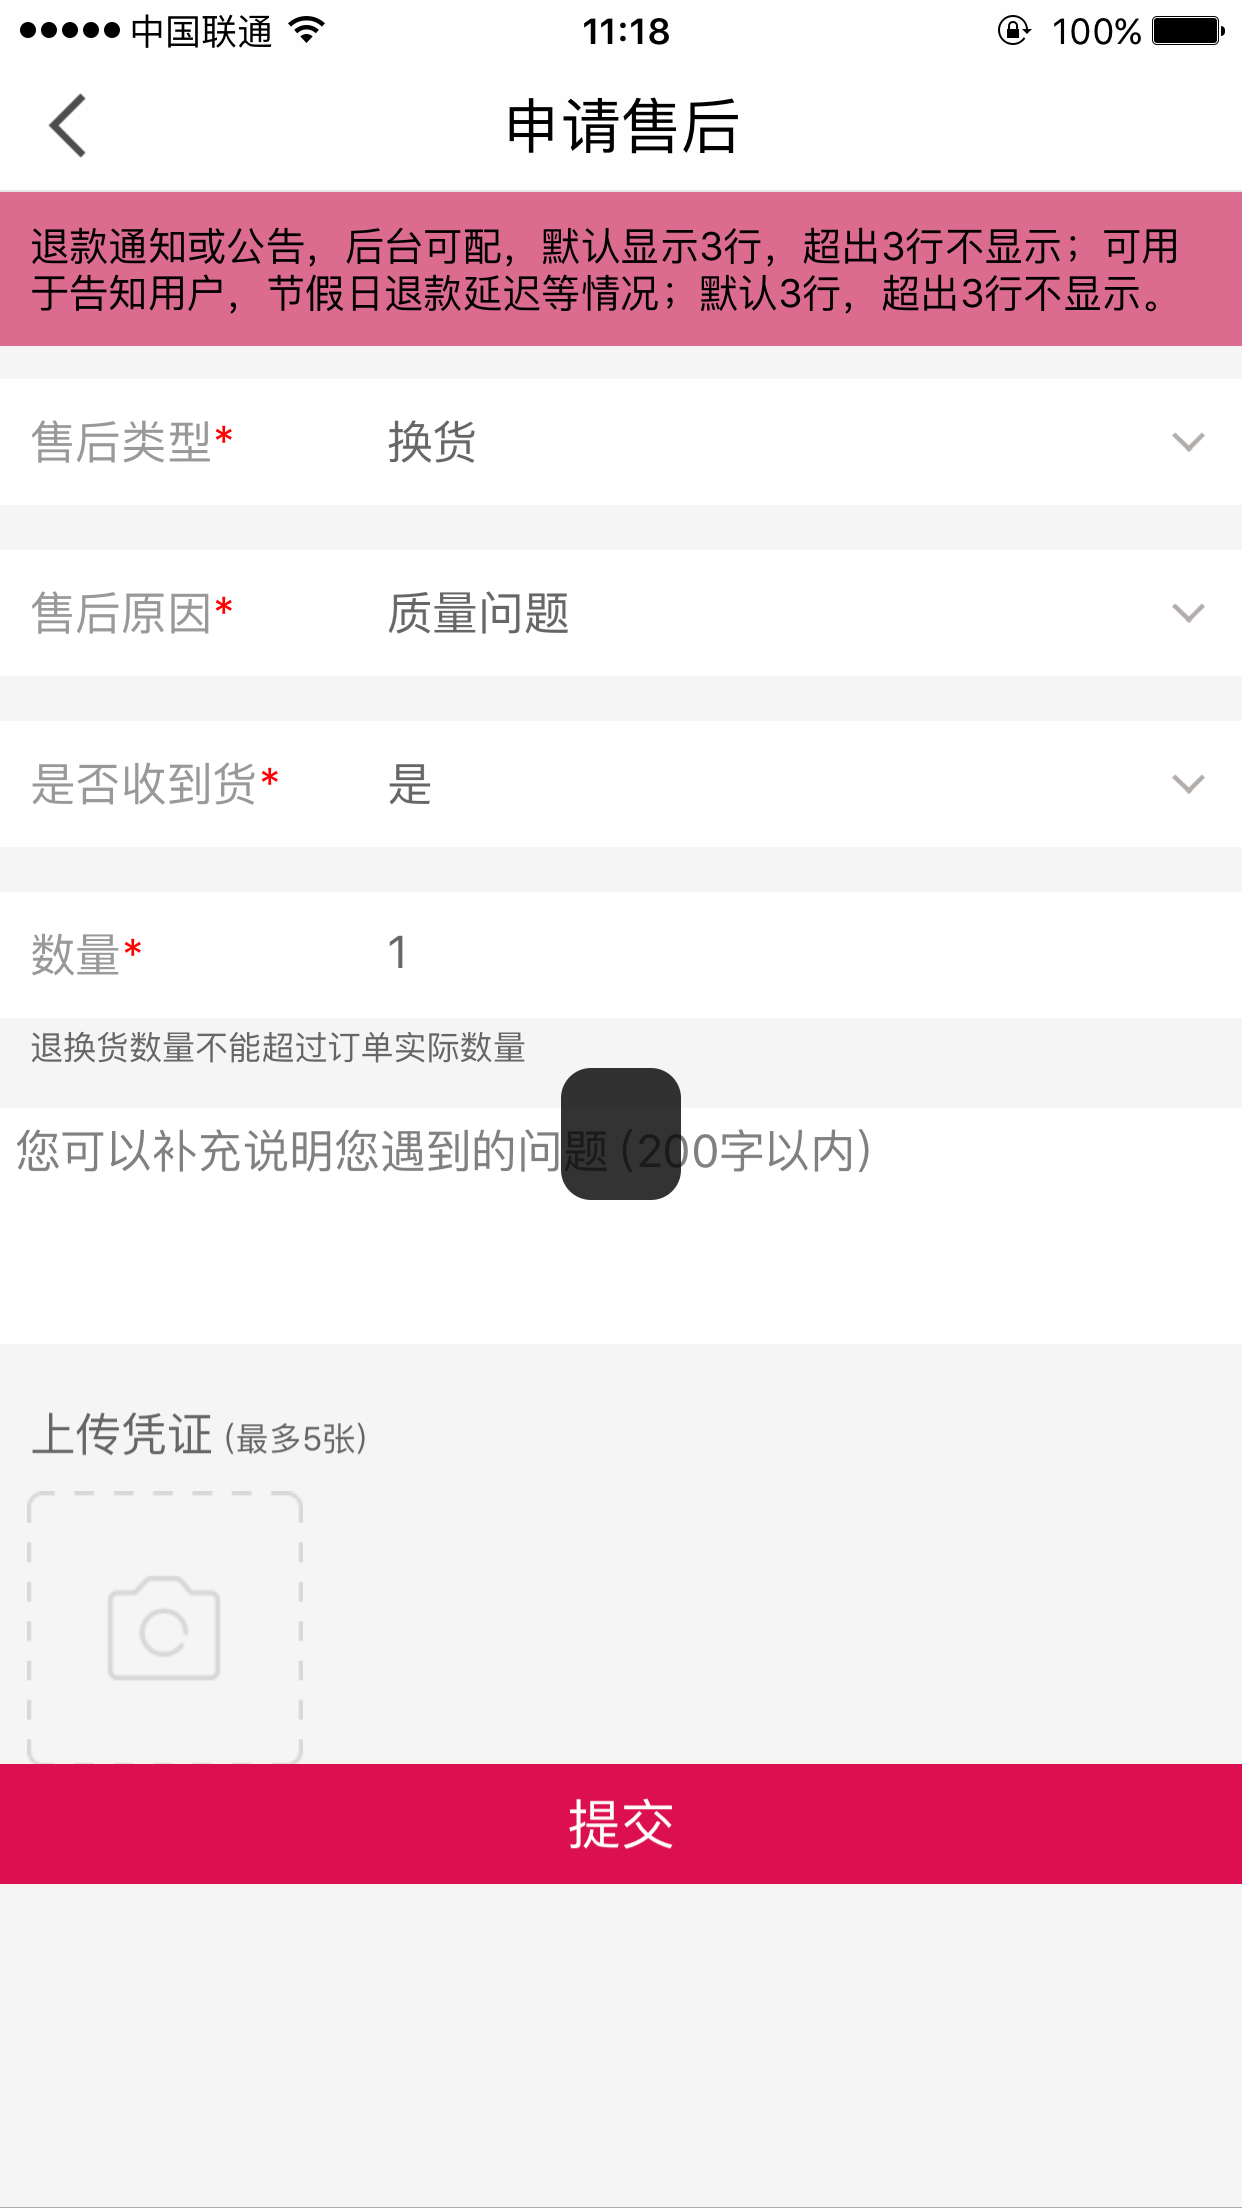 中国联通 11:18 100%
申请售后
退款通知或公告，后台可配，默认显示3行，超出3行不显示；可用
于告知用户，节假日退款延迟等情况；默认3行，超出3行不显示。
售后类型* 换货
售后原因* 质量问题
是否收到货* 是
数量* 1
退换货数量不能超过订单实际数量
您可以补充说明您遇到的问题（200字以内）
上传凭证（最多5张）
提交